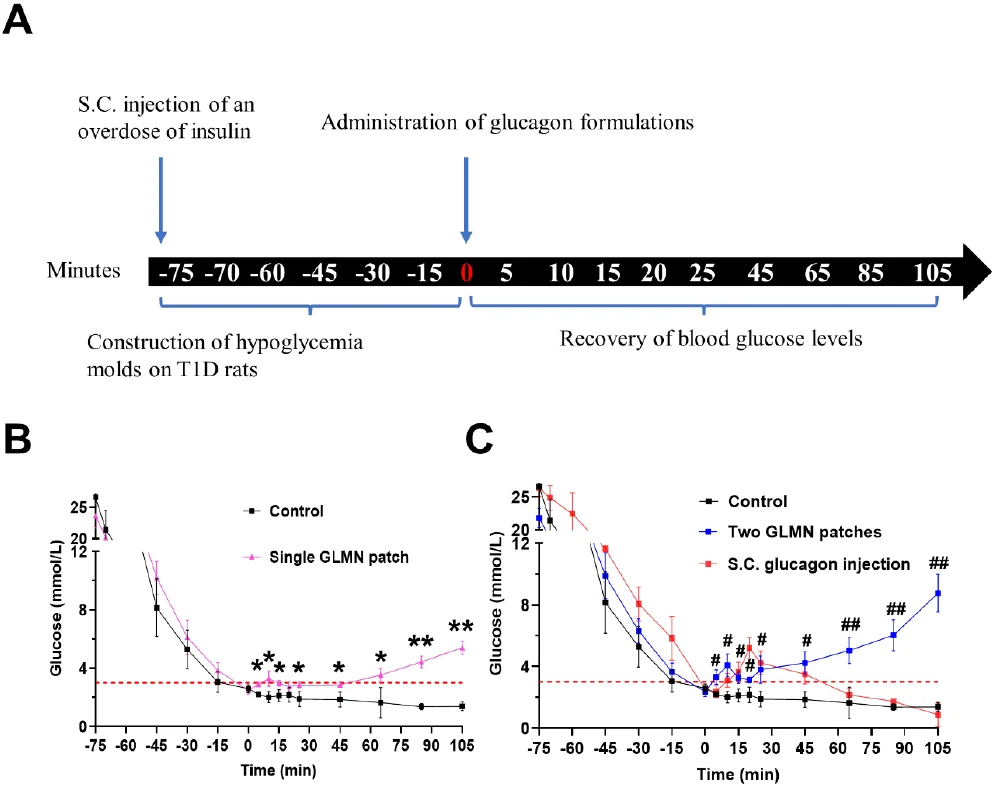 A
S.C. injection of an
overdose of insulin
Administration of glucagon formulations
Minutes
-75 -70 -60 -45 -30 -15 0 5 10 15 20 25 45 65 85 105
Construction of hypoglycemia
molds on T1D rats
Recovery of blood glucose levels
B
Glucose (mmol/L)
25
20
12
8
4
0
Control
Single GLMN patch
* * * * * * ** **
-75 -60 -45 -30 -15 0 15 30 45 60 75 90 105
Time (min)
C
Glucose (mmol/L)
25
20
12
8
4
0
Control
Two GLMN patches
S.C. glucagon injection
# # # # # # ## ## ##
-75 -60 -45 -30 -15 0 15 30 45 60 75 90 105
Time (min)